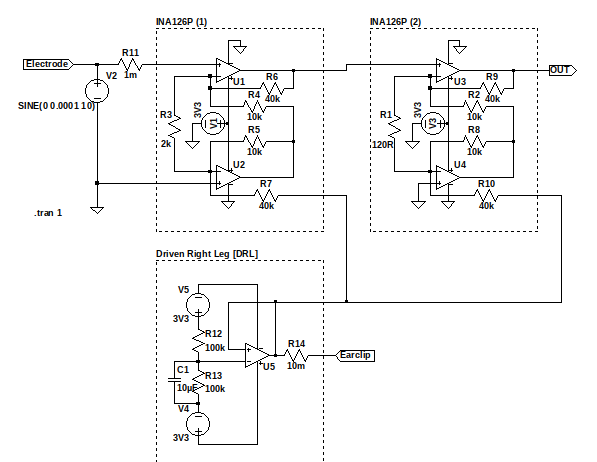 INA126P (1)
INA126P (2)
Electrode
R11
1m
V2
SINE(0 0.0001 10)
U1
R6
40k
R4
10k
3V3
V1
R3
2k
R5
10k
U2
R7
40k
.tran 1
OUT
U3
R9
40k
R2
10k
3V3
V3
R1
120R
R8
10k
U4
R10
40k
Driven Right Leg [DRL]
V5
3V3
R12
100k
R14
10m
Earclip
U5
C1
10µF
R13
100k
V4
3V3